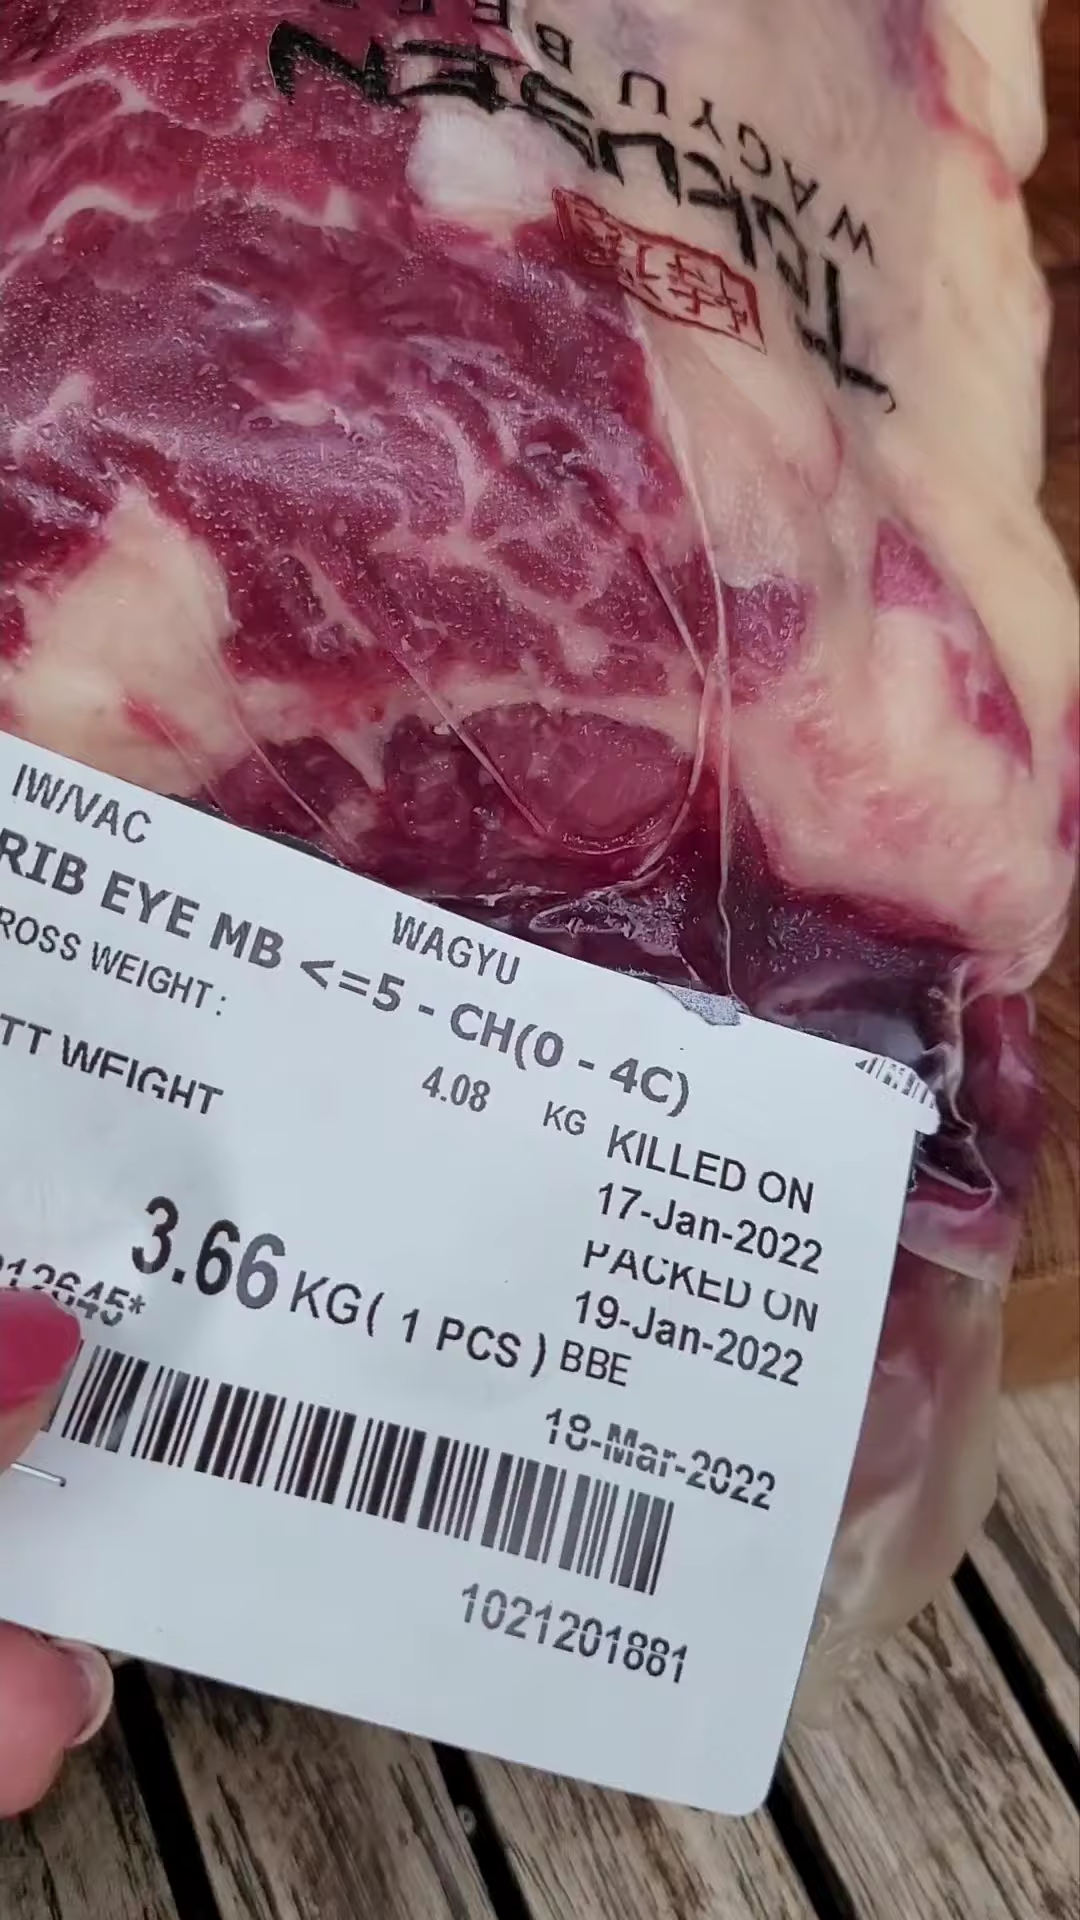 WAGYU BE
IW/VAC
WAGYU
RIB EYE MB <=5 - CH(0 - 4C)
ROSS WEIGHT :
4.08 KG
TT WEIGHT
3.66 KG( 1 PCS )
KILLED ON
17-Jan-2022
PACKED ON
19-Jan-2022
BBE
18-Mar-2022
12645*
1021201881